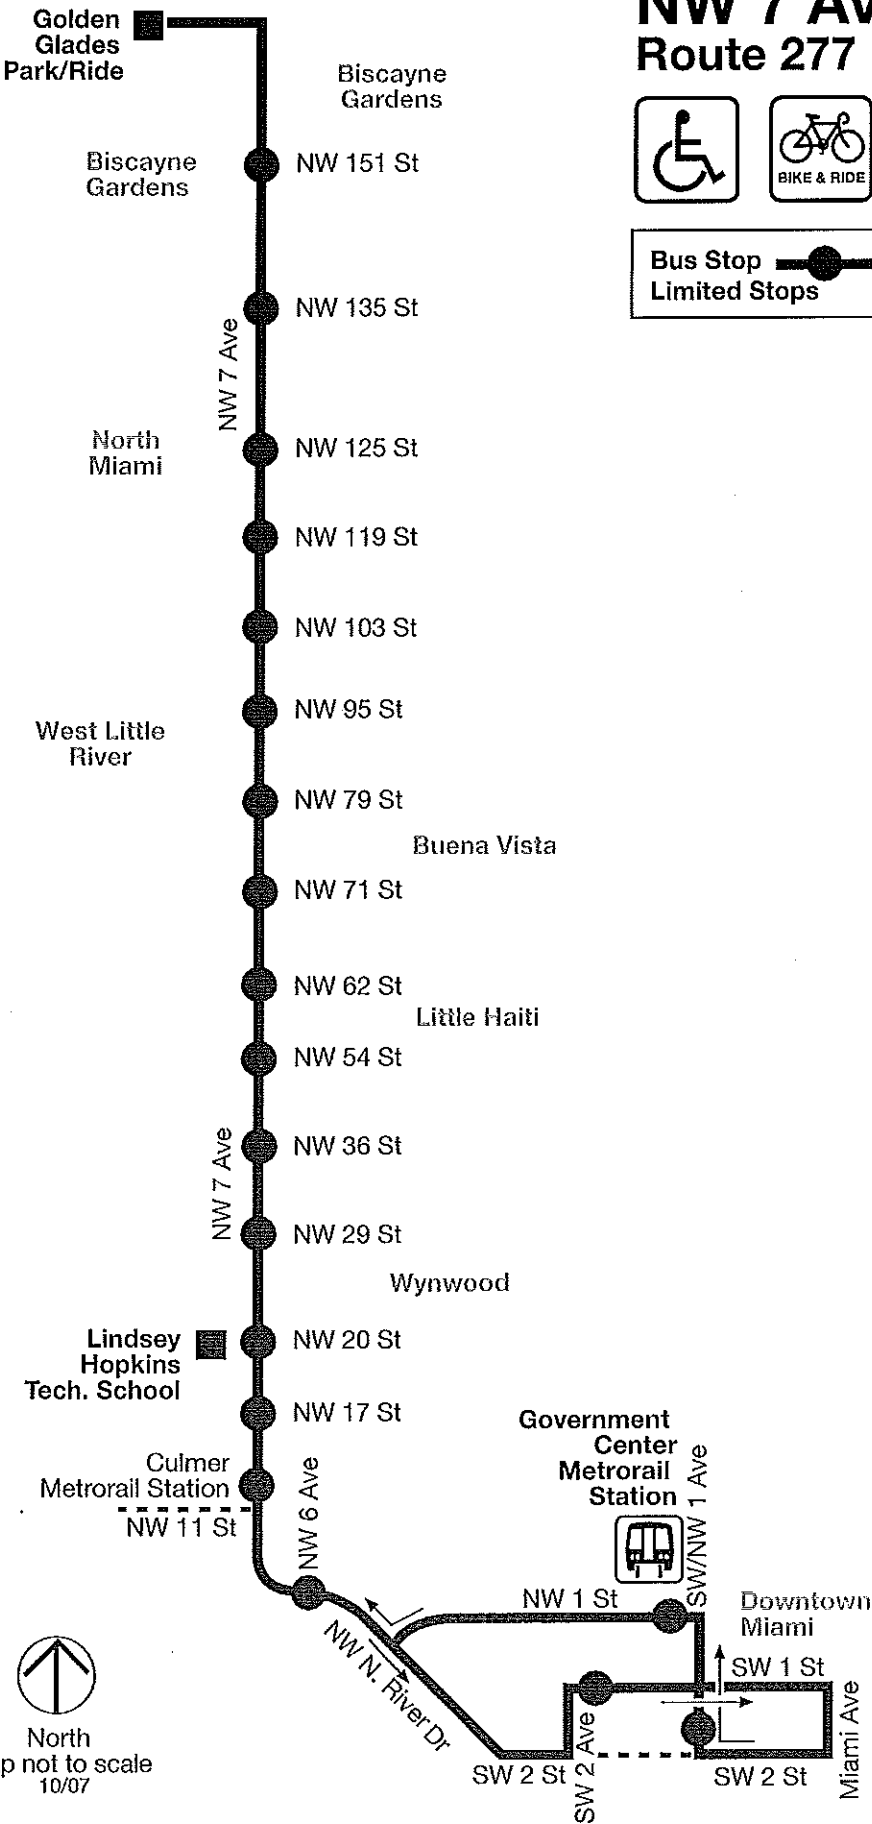 Golden
Glades
Park/Ride
NW 7 Av
Route 277
Biscayne
Gardens
BIKE & RIDE
Biscayne
Gardens
NW 151 St
Bus Stop
Limited Stops
NW 135 St
NW 7 Ave
North
Miami
NW 125 St
NW 119 St
NW 103 St
NW 95 St
West Little
River
NW 79 St
Buena Vista
NW 71 St
NW 62 St
Little Haiti
NW 54 St
NW 36 St
NW 7 Ave
NW 29 St
Wynwood
Lindsey
Hopkins
Tech. School
NW 20 St
NW 17 St
Government
Center
Metrorail
Station
Culmer
Metrorail Station
NW 11 St
NW 6 Ave
SW/NW 1 Ave
NW 1 St
Downtown
Miami
NW N. River Dr
SW 1 St
SW 2 St
SW 2 Ave
SW 2 St
Miami Ave
North
p not to scale
10/07